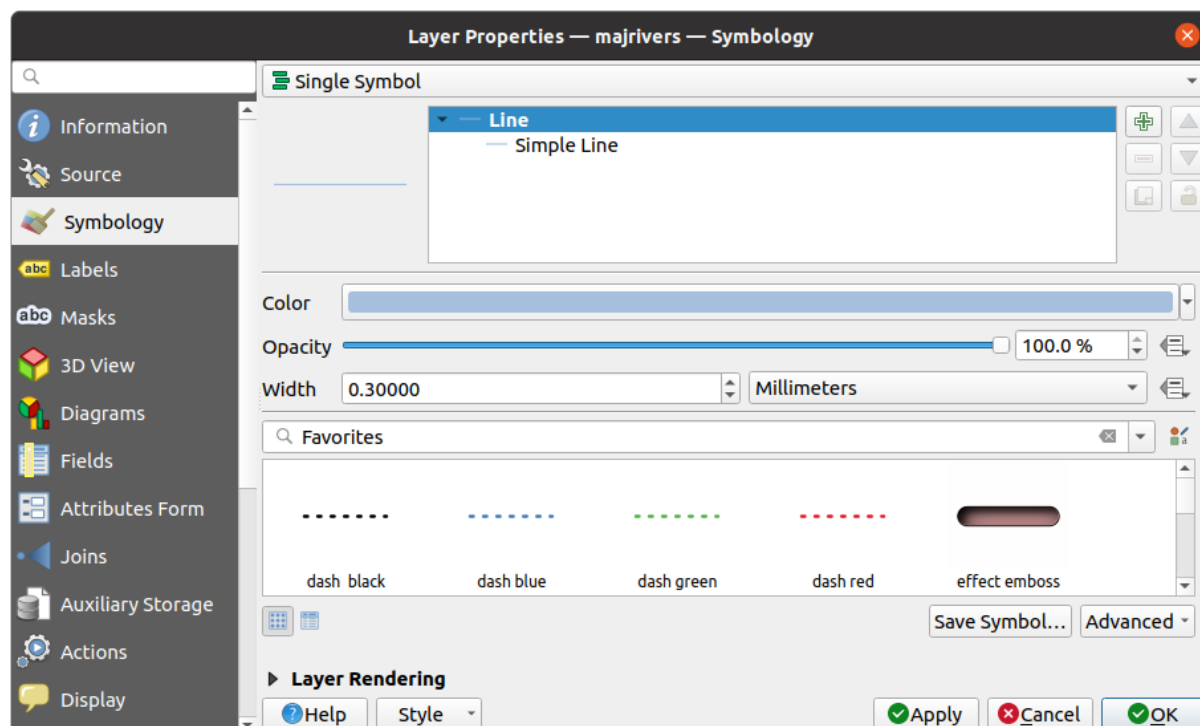 Layer Properties — majrivers — Symbology
Single Symbol
Information
Source
Symbology
Labels
Masks
3D View
Diagrams
Fields
Attributes Form
Joins
Auxiliary Storage
Actions
Display
Line
Simple Line
Color
Opacity
100.0 %
Width
0.30000
Millimeters
Favorites
dash black
dash blue
dash green
dash red
effect emboss
Save Symbol...
Advanced
Layer Rendering
Help
Style
Apply
Cancel
OK
abc
abc